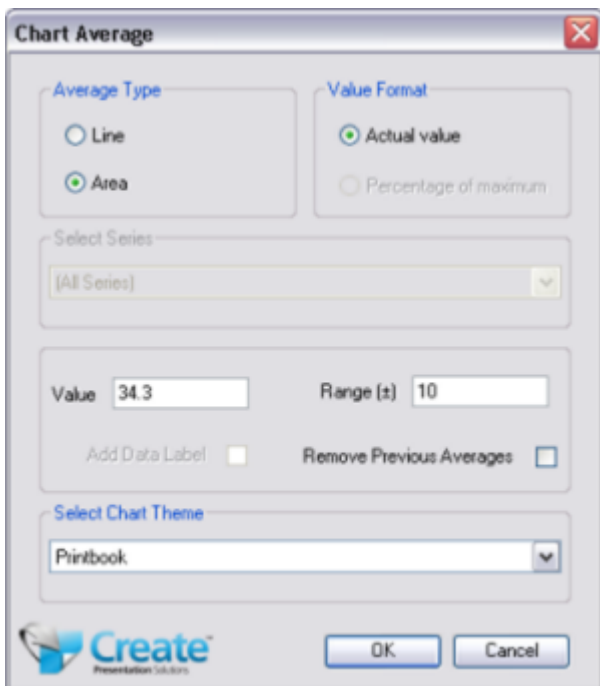 Chart Average
Average Type
Value Format
Line
Actual value
Area
Percentage of maximum
Select Series
(All Series)
Value 34.3 Range (±) 10
Add Data Label Remove Previous Averages
Select Chart Theme
Printbook
Create™
Presentation Solutions
OK Cancel